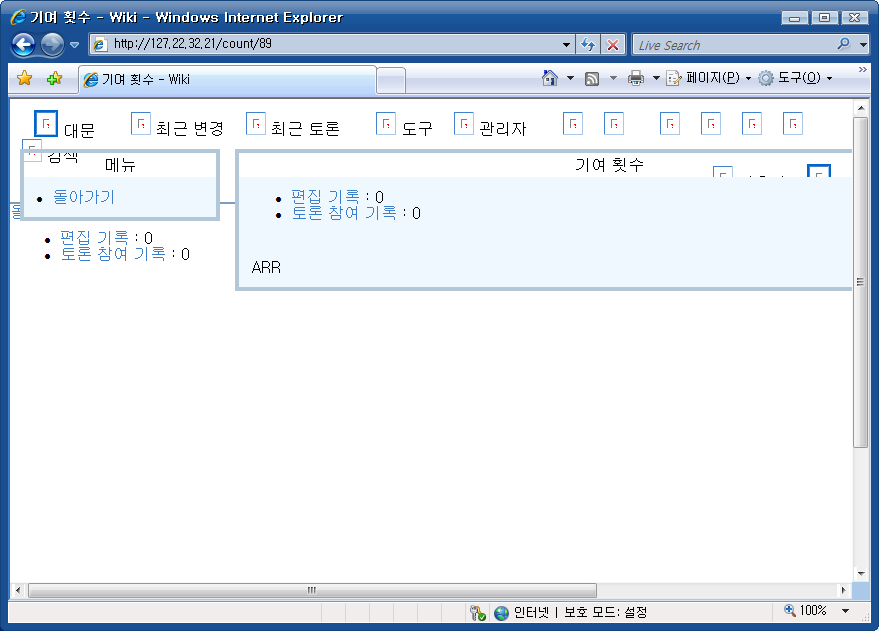 기여 횟수 - Wiki - Windows Internet Explorer
http://127,22,32,21/count/89
Live Search
기여 횟수 - Wiki
페이지(P)
도구(O)
대문 최근 변경 최근 토론 도구 관리자
검색
메뉴
기여 횟수
돌아가기
편집 기록 : 0
토론 참여 기록 : 0
편집 기록 : 0
토론 참여 기록 : 0
ARR
인터넷 | 보호 모드: 설정
100%